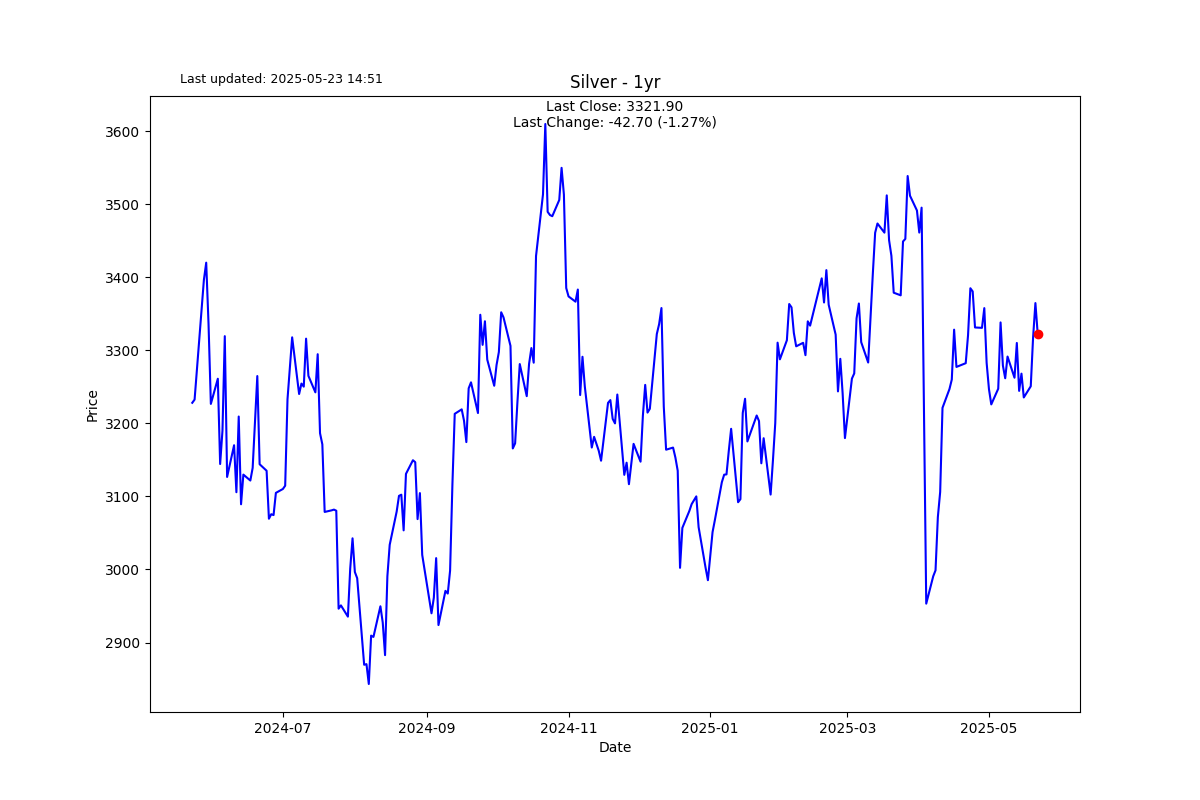 Last updated: 2025-05-23 14:51
Silver - 1yr
Last Close: 3321.90
Last Change: -42.70 (-1.27%)
3600
3500
3400
3300
3200
3100
3000
2900
Price
2024-07
2024-09
2024-11
2025-01
2025-03
2025-05
Date